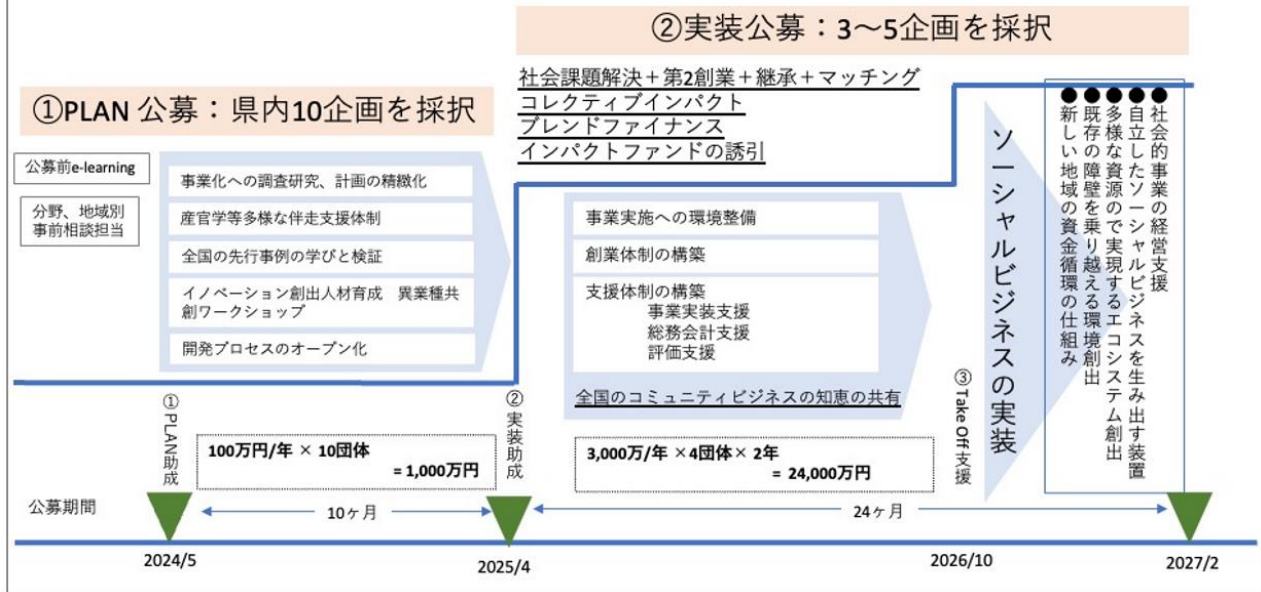 ②実装公募：3〜5企画を採択
①PLAN 公募：県内10企画を採択
社会課題解決＋第2創業＋継承＋マッチング
コレクティブインパクト
ブレンドファイナンス
インパクトファンドの誘引
公募前e-learning
分野、地域別
事前相談担当
事業化への調査研究、計画の精緻化
産官学等多様な伴走支援体制
全国の先行事例の学びと検証
イノベーション創出人材育成　異業種共
創ワークショップ
開発プロセスのオープン化
事業実施への環境整備
創業体制の構築
支援体制の構築
事業実装支援
総務会計支援
評価支援
全国のコミュニティビジネスの知恵の共有
ソーシャルビジネスの実装
●社会的事業の経営支援
●自立したソーシャルビジネスを生み出す装置
●多様な資源ので実現するエコシステム創出
●既存の障壁を乗り越える環境創出
●新しい地域の資金循環の仕組み
①PLAN助成
100万円/年 × 10団体
= 1,000万円
②実装助成
3,000万/年 ×4団体× 2年
= 24,000万円
③Take Off支援
公募期間
10ヶ月
24ヶ月
2024/5
2025/4
2026/10
2027/2